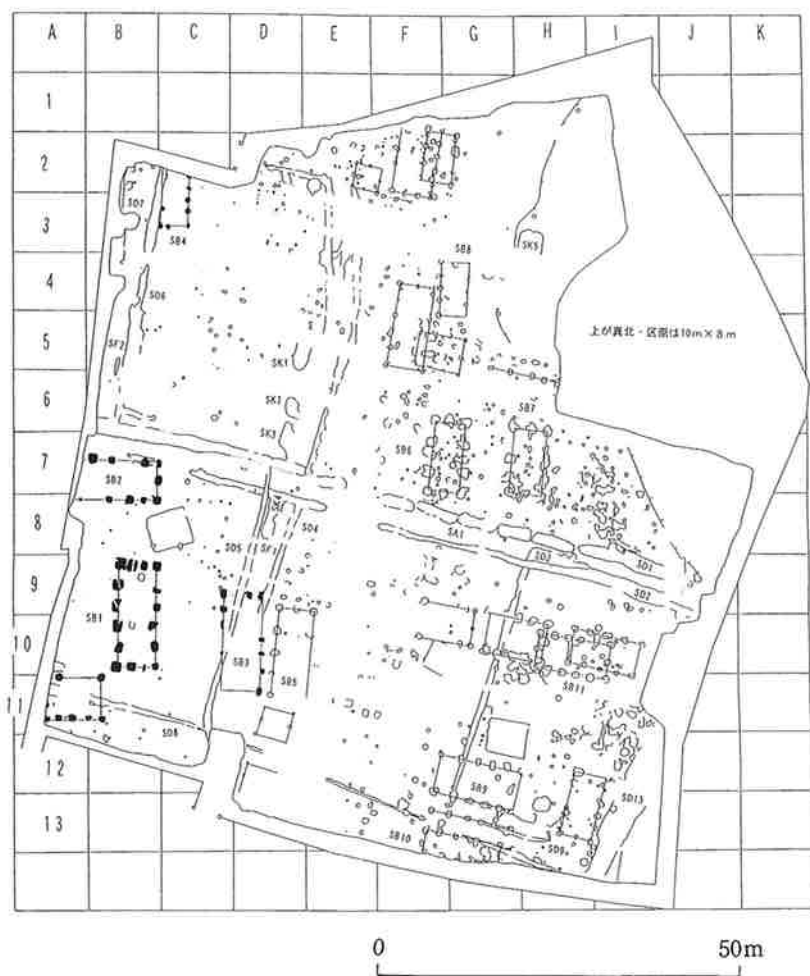 A B C D E F G H I J K
1
2
SD7
3
SB4
SK5
SB8
4
SD6
上が真北・区画は10m×8m
5
SF2
SK1
6
SK2
SB7
SK3
SB6
7
SB2
8
SD4
SA1
SD5
SF1
SD3
SD1
SD2
9
SB1
10
SB3
SB5
SB11
11
SD8
12
SB9
SD13
13
SB10
SD9
0 50m